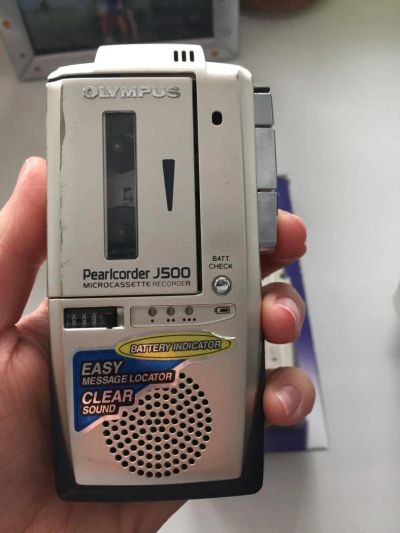 OLYMPUS
BATT.
CHECK
Pearlcorder J500
MICROCASSETTE RECORDER
BATTERY INDICATOR
EASY
MESSAGE LOCATOR
CLEAR
SOUND